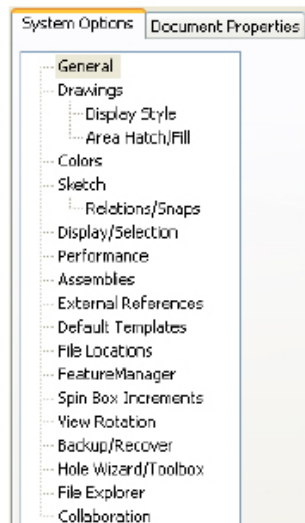 System Options Document Properties
General
Drawings
Display Style
Area Hatch/Fill
Colors
Sketch
Relations/Snaps
Display/Selection
Performance
Assemblies
External References
Default Templates
File Locations
FeatureManager
Spin Box Increments
View Rotation
Backup/Recover
Hole Wizard/Toolbox
File Explorer
Collaboration